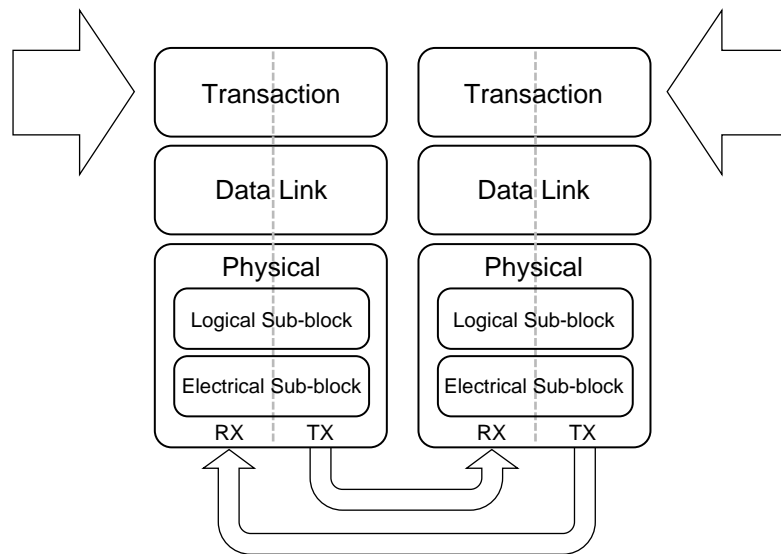 Transaction
Transaction
Data Link
Data Link
Physical
Physical
Logical Sub-block
Logical Sub-block
Electrical Sub-block
Electrical Sub-block
RX
TX
RX
TX